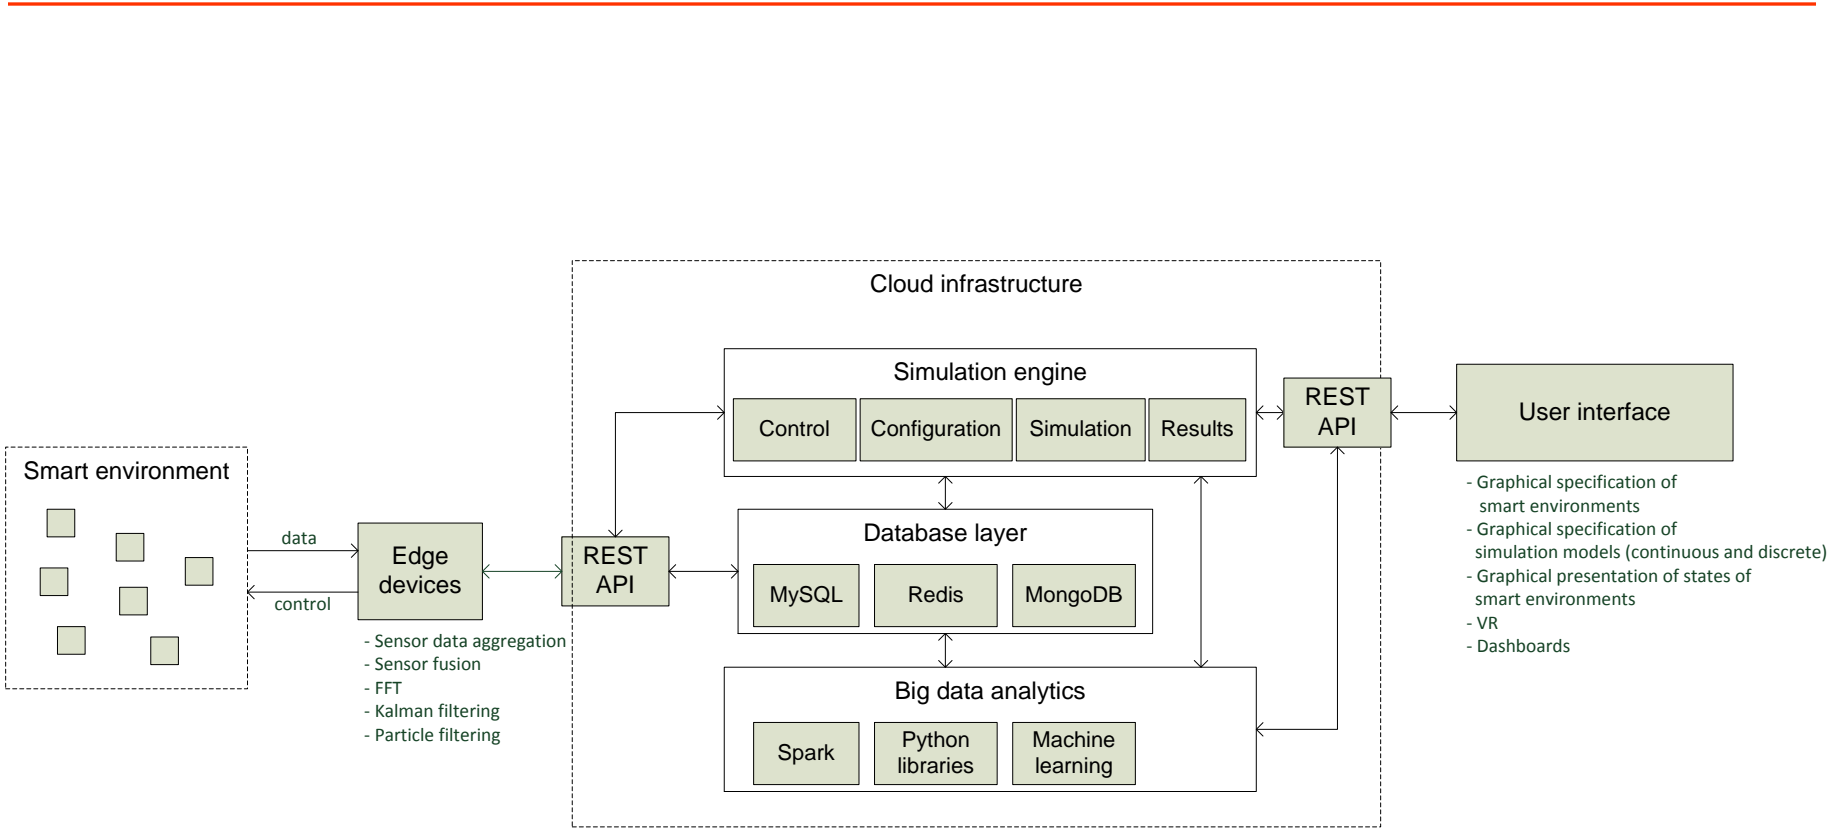 Cloud infrastructure
Simulation engine
Control
Configuration
Simulation
Results
REST
API
User interface
- Graphical specification of
smart environments
- Graphical specification of
simulation models (continuous and discrete)
- Graphical presentation of states of
smart environments
- VR
- Dashboards
Smart environment
data
control
Edge
devices
- Sensor data aggregation
- Sensor fusion
- FFT
- Kalman filtering
- Particle filtering
REST
API
Database layer
MySQL
Redis
MongoDB
Big data analytics
Spark
Python
libraries
Machine
learning